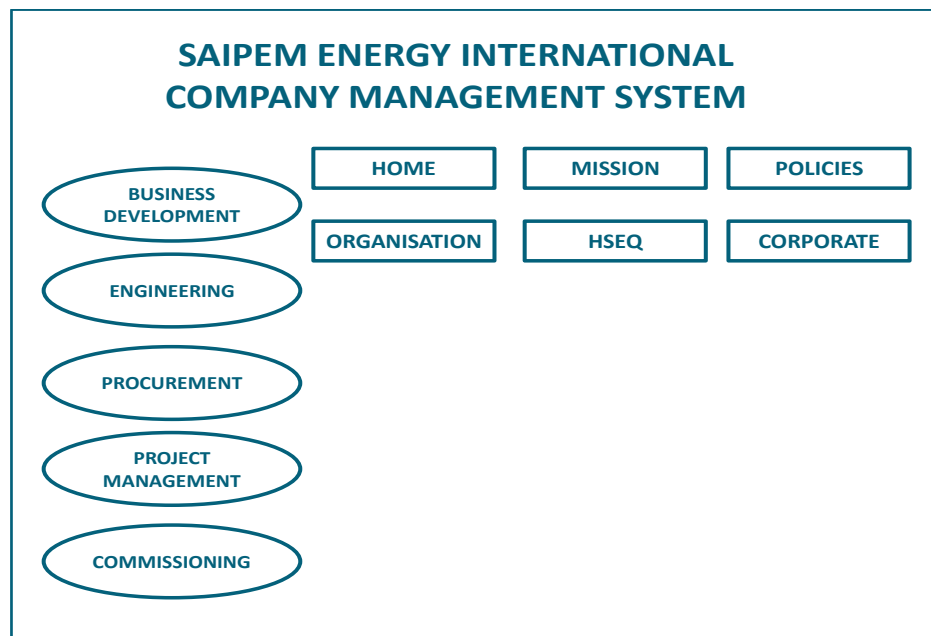 SAIPEM ENERGY INTERNATIONAL
COMPANY MANAGEMENT SYSTEM
HOME
MISSION
POLICIES
ORGANISATION
HSEQ
CORPORATE
BUSINESS
DEVELOPMENT
ENGINEERING
PROCUREMENT
PROJECT
MANAGEMENT
COMMISSIONING